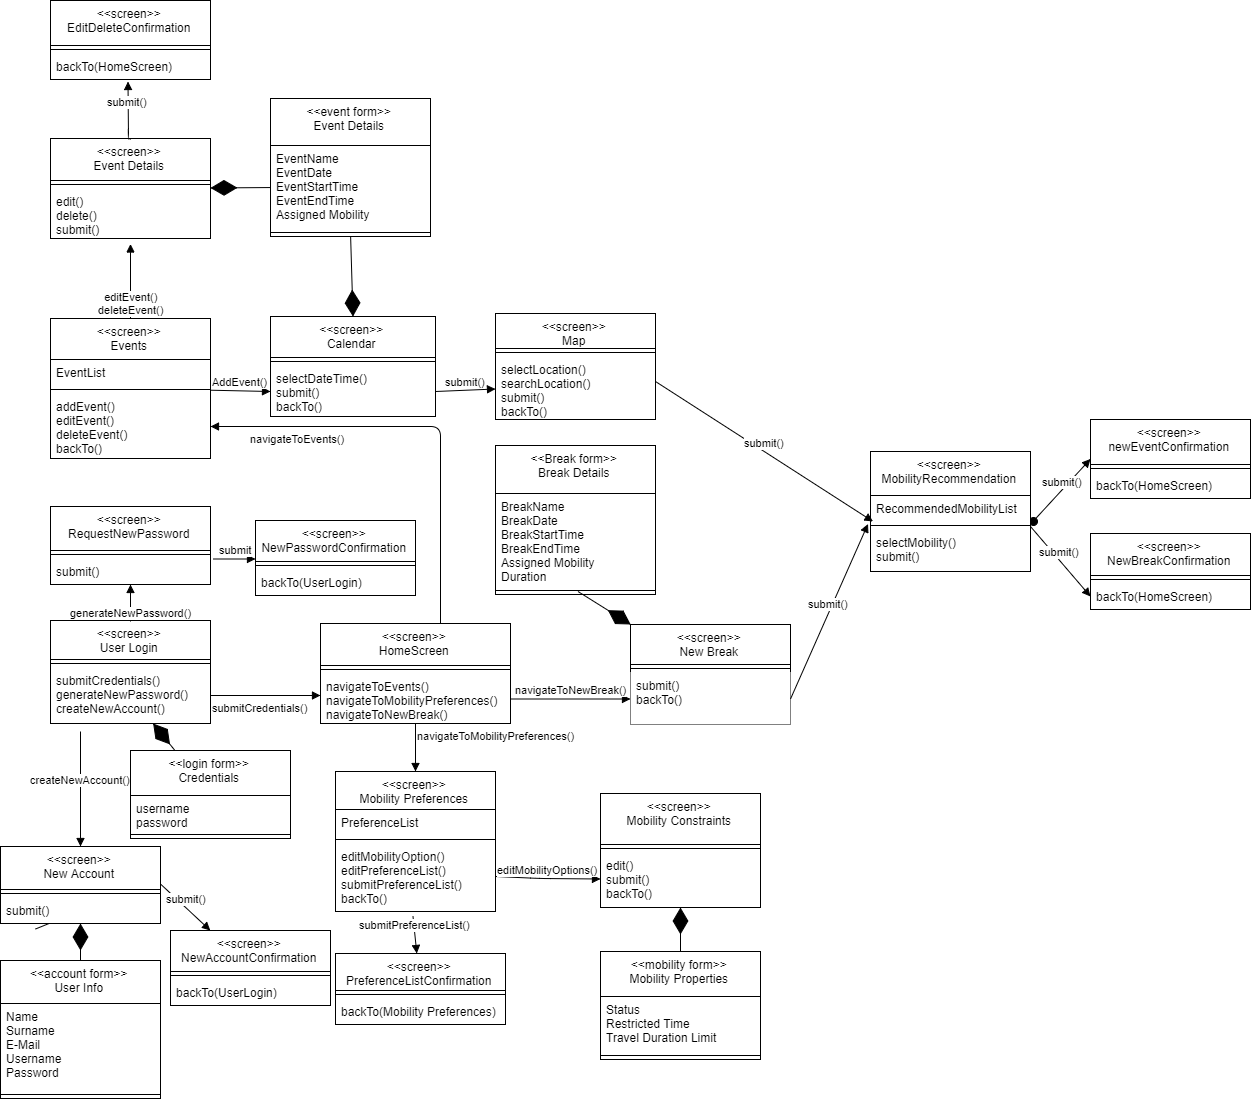 <<screen>>
EditDeleteConfirmation
backTo(HomeScreen)
submit()
<<event form>>
Event Details
EventName
EventDate
EventStartTime
EventEndTime
Assigned Mobility
<<screen>>
Event Details
edit()
delete()
submit()
editEvent()
deleteEvent()
<<screen>>
Events
EventList
addEvent()
editEvent()
deleteEvent()
backTo()
AddEvent()
<<screen>>
Calendar
selectDateTime()
submit()
backTo()
submit()
<<screen>>
Map
selectLocation()
searchLocation()
submit()
backTo()
navigateToEvents()
submit()
<<Break form>>
Break Details
BreakName
BreakDate
BreakStartTime
BreakEndTime
Assigned Mobility
Duration
<<screen>>
MobilityRecommendation
RecommendedMobilityList
selectMobility()
submit()
submit()
<<screen>>
newEventConfirmation
backTo(HomeScreen)
submit()
<<screen>>
NewBreakConfirmation
backTo(HomeScreen)
<<screen>>
RequestNewPassword
submit()
submit
<<screen>>
NewPasswordConfirmation
backTo(UserLogin)
generateNewPassword()
<<screen>>
User Login
submitCredentials()
generateNewPassword()
createNewAccount()
submitCredentials()
<<screen>>
HomeScreen
navigateToEvents()
navigateToMobilityPreferences()
navigateToNewBreak()
navigateToNewBreak()
<<screen>>
New Break
submit()
backTo()
submit()
navigateToMobilityPreferences()
createNewAccount()
<<login form>>
Credentials
username
password
<<screen>>
Mobility Preferences
PreferenceList
editMobilityOption()
editPreferenceList()
submitPreferenceList()
backTo()
editMobilityOptions()
<<screen>>
Mobility Constraints
edit()
submit()
backTo()
<<screen>>
New Account
submit()
submit()
<<screen>>
NewAccountConfirmation
backTo(UserLogin)
submitPreferenceList()
<<screen>>
PreferenceListConfirmation
backTo(Mobility Preferences)
<<mobility form>>
Mobility Properties
Status
Restricted Time
Travel Duration Limit
<<account form>>
User Info
Name
Surname
E-Mail
Username
Password